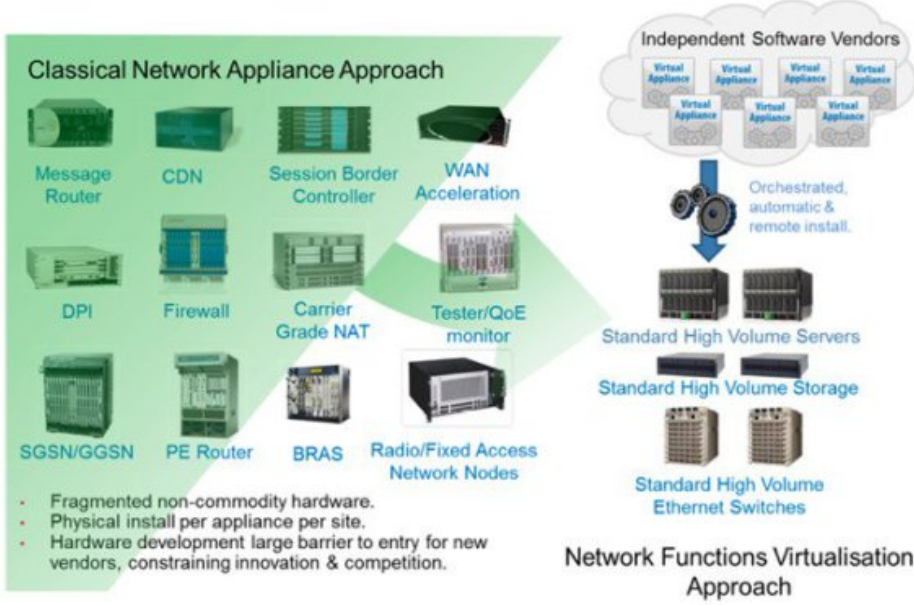 Classical Network Appliance Approach
Message
Router
CDN
Session Border
Controller
WAN
Acceleration
DPI
Firewall
Carrier
Grade NAT
Tester/QoE
monitor
SGSN/GGSN
PE Router
BRAS
Radio/Fixed Access
Network Nodes
• Fragmented non-commodity hardware.
• Physical install per appliance per site.
• Hardware development large barrier to entry for new
vendors, constraining innovation & competition.
Independent Software Vendors
Virtual
Appliance
Virtual
Appliance
Virtual
Appliance
Virtual
Appliance
Virtual
Appliance
Virtual
Appliance
Virtual
Appliance
Orchestrated,
automatic &
remote install.
Standard High Volume Servers
Standard High Volume Storage
Standard High Volume
Ethernet Switches
Network Functions Virtualisation
Approach